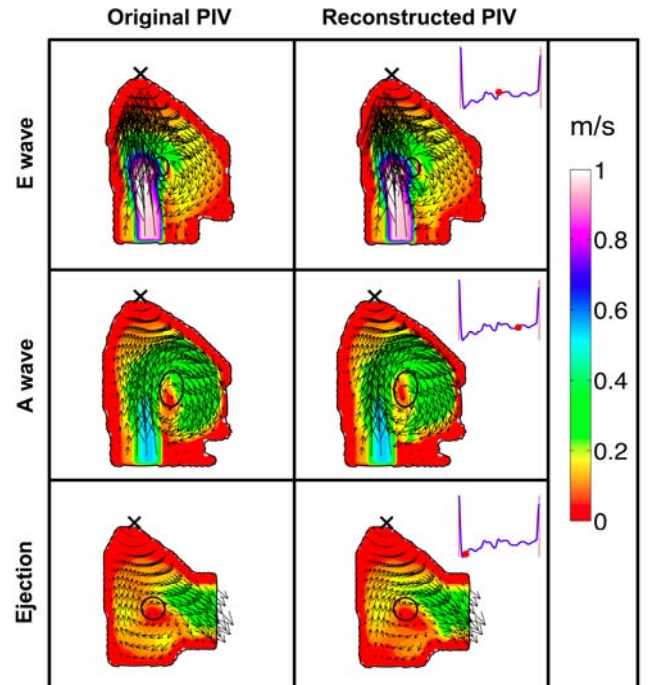 Original PIV Reconstructed PIV
E wave
m/s
1
0.8
0.6
0.4
0.2
0
A wave
Ejection